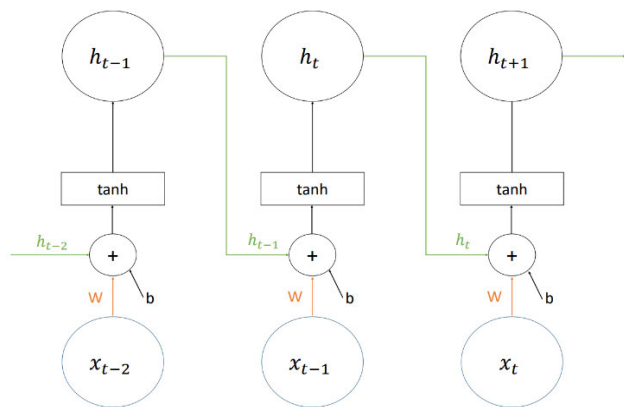 h_{t−1} h_t h_{t+1}
tanh tanh tanh
h_{t−2} + h_{t−1} + h_t +
W b W b W b
x_{t−2} x_{t−1} x_t